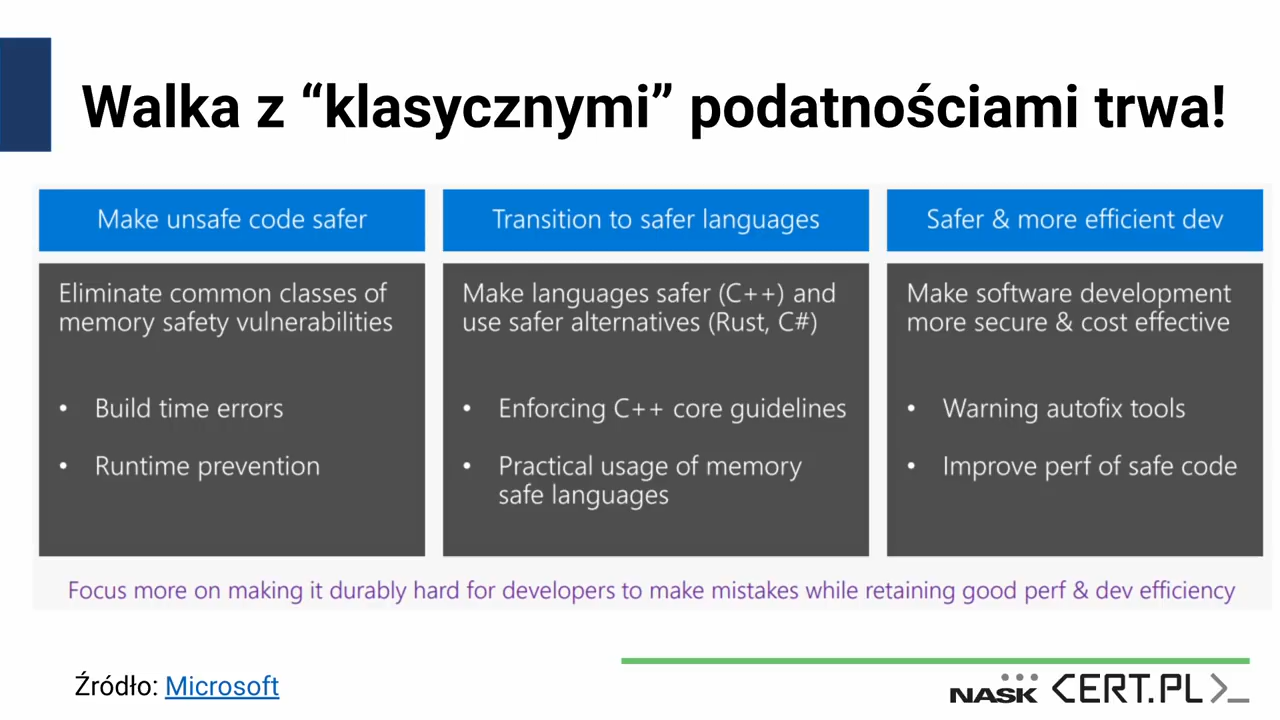 Walka z “klasycznymi” podatnościami trwa!
Make unsafe code safer
Eliminate common classes of
memory safety vulnerabilities
• Build time errors
• Runtime prevention
Transition to safer languages
Make languages safer (C++) and
use safer alternatives (Rust, C#)
• Enforcing C++ core guidelines
• Practical usage of memory
safe languages
Safer & more efficient dev
Make software development
more secure & cost effective
• Warning autofix tools
• Improve perf of safe code
Focus more on making it durably hard for developers to make mistakes while retaining good perf & dev efficiency
Źródło: Microsoft
NASK CERT.PL>_